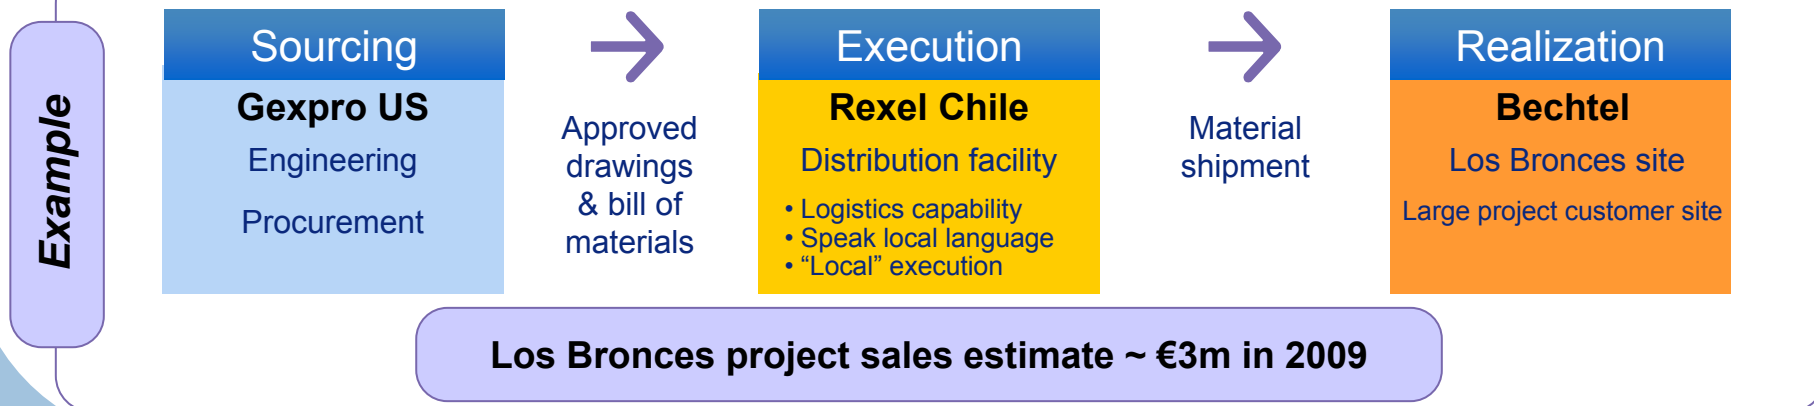 Example
Sourcing
Gexpro US
Engineering
Procurement
Approved
drawings
& bill of
materials
Execution
Rexel Chile
Distribution facility
• Logistics capability
• Speak local language
• “Local” execution
Material
shipment
Realization
Bechtel
Los Bronces site
Large project customer site
Los Bronces project sales estimate ~ €3m in 2009